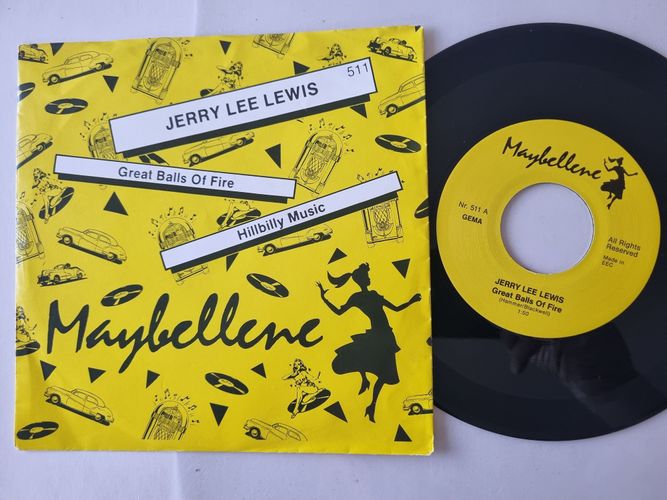 511
JERRY LEE LEWIS
Great Balls Of Fire
Hillbilly Music
Maybellene
Maybellene
Nr. 511 A
GEMA
All Rights
Reserved
Made in
EEC
JERRY LEE LEWIS
Great Balls Of Fire
(Hammer/Blackwell)
1:50